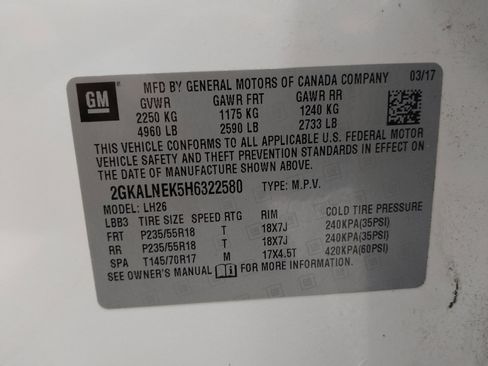 MFD BY GENERAL MOTORS OF CANADA COMPANY 03/17
GM
GVWR GAWR FRT GAWR RR
2250 KG 1175 KG 1240 KG
4960 LB 2590 LB 2733 LB
THIS VEHICLE CONFORMS TO ALL APPLICABLE U.S. FEDERAL MOTOR
VEHICLE SAFETY AND THEFT PREVENTION STANDARDS IN EFFECT ON
THE DATE OF MANUFACTURE SHOWN ABOVE.
2GKALNEK5H6322580 TYPE: M.P.V.
MODEL: LH26
LBB3 TIRE SIZE SPEED RTG RIM COLD TIRE PRESSURE
FRT P235/55R18 T 18X7J 240KPA(35PSI)
RR P235/55R18 T 18X7J 240KPA(35PSI)
SPA T145/70R17 M 17X4.5T 420KPA(60PSI)
SEE OWNER'S MANUAL FOR MORE INFORMATION.